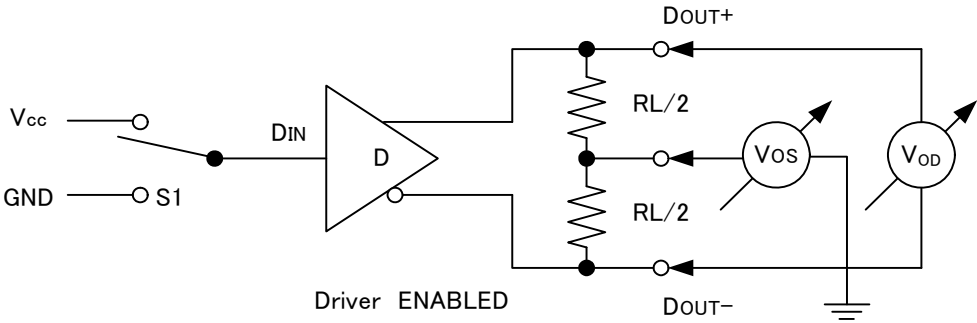 DOUT+
Vcc
RL/2
DIN
D
VOS
VOD
GND
S1
RL/2
Driver ENABLED
DOUT-